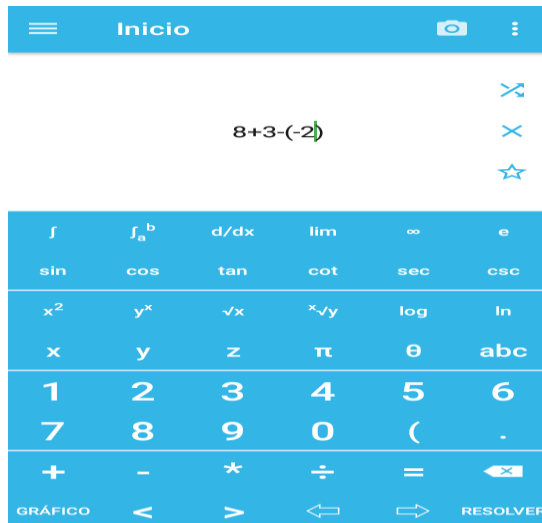 Inicio
8+3-(-2)
∫ ∫ₐᵇ d/dx lim ∞ e
sin cos tan cot sec csc
x² yˣ √x ˣ√y log ln
x y z π θ abc
1 2 3 4 5 6
7 8 9 0 ( .
+ - * ÷ =
GRÁFICO < > RESOLVER